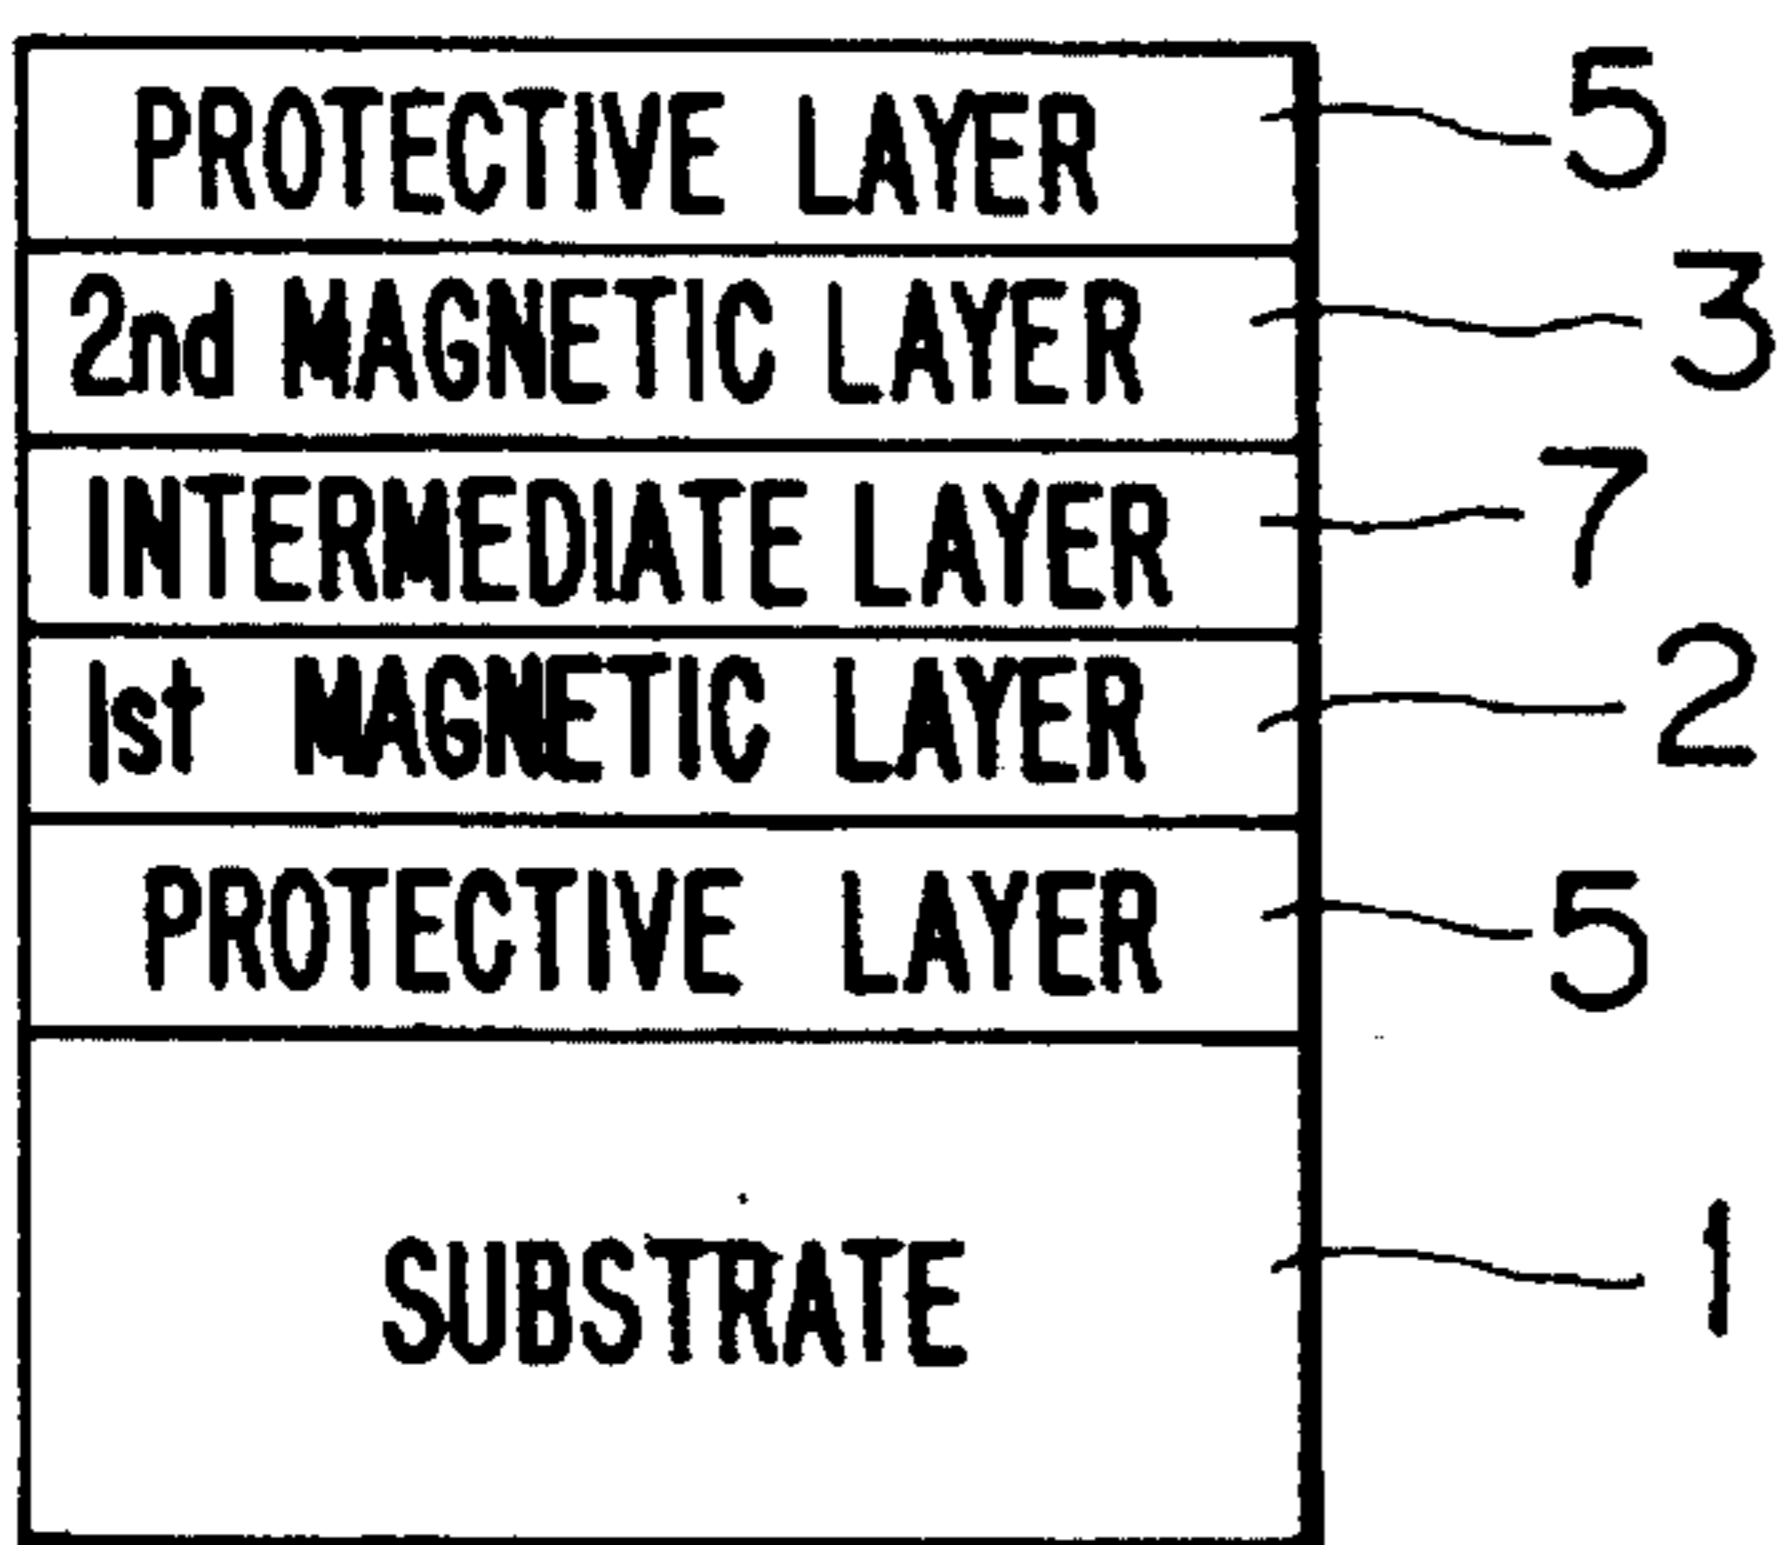 PROTECTIVE LAYER 5
2nd MAGNETIC LAYER 3
INTERMEDIATE LAYER 7
1st MAGNETIC LAYER 2
PROTECTIVE LAYER 5
SUBSTRATE 1